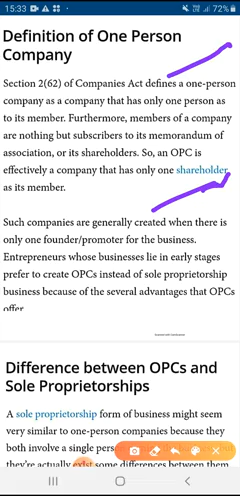 15:33
72%
Definition of One Person
Company
Section 2(62) of Companies Act defines a one-person
company as a company that has only one person as
to its member. Furthermore, members of a company
are nothing but subscribers to its memorandum of
association, or its shareholders. So, an OPC is
effectively a company that has only one shareholder
as its member.
Such companies are generally created when there is
only one founder/promoter for the business.
Entrepreneurs whose businesses lie in early stages
prefer to create OPCs instead of sole proprietorship
business because of the several advantages that OPCs
offer
Difference between OPCs and
Sole Proprietorships
A sole proprietorship form of business might seem
very similar to one-person companies because they
both involve a single pers
they're actually exist some differences between them